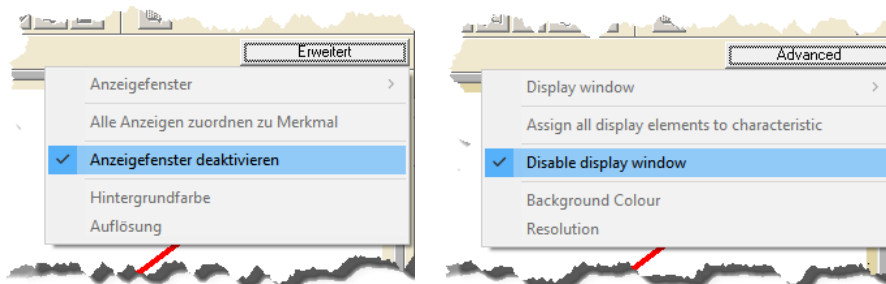 Erweitert
Anzeigefenster
Alle Anzeigen zuordnen zu Merkmal
Anzeigefenster deaktivieren
Hintergrundfarbe
Auflösung
Advanced
Display window
Assign all display elements to characteristic
Disable display window
Background Colour
Resolution